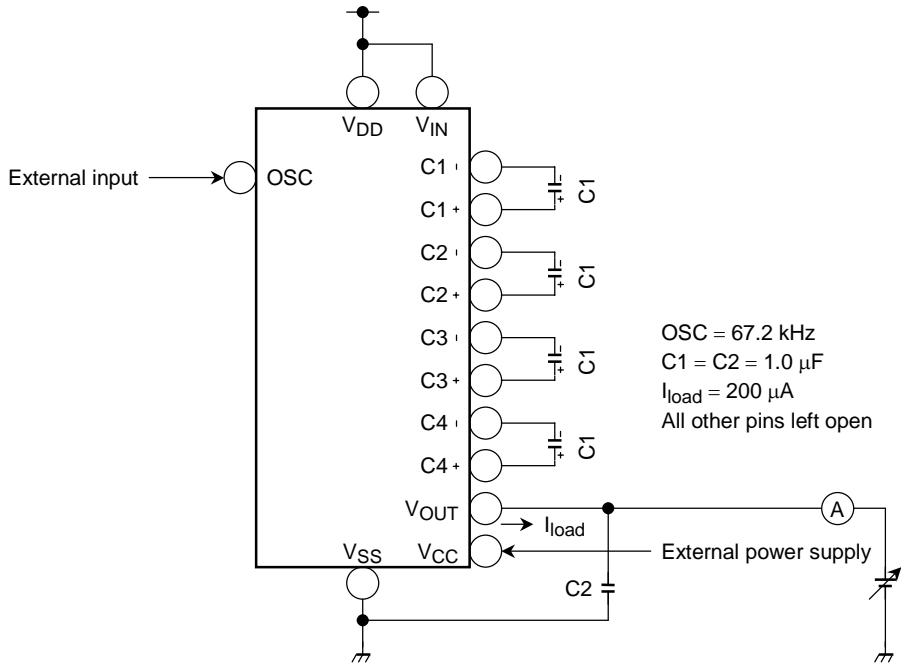 VDD
VIN
External input
OSC
C1 -
C1 +
C1
C2 -
C2 +
C1
C3 -
C3 +
C1
C4 -
C4 +
C1
OSC = 67.2 kHz
C1 = C2 = 1.0 μF
Iload = 200 μA
All other pins left open
VOUT
Iload
A
VSS
VCC
External power supply
C2